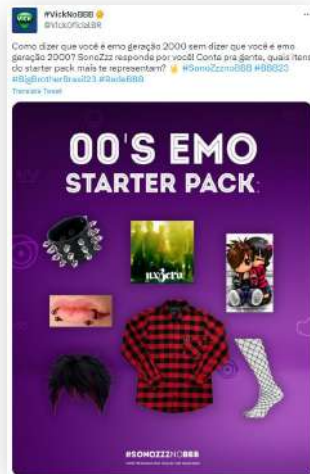 #VickNoBBB
@VickOficialBR
Como dizer que você é emo geração 2000 sem dizer que você é emo
geração 2000? SonoZzz responde por você! Conta pra gente, quais itens
do starter pack mais te representam? #SonoZzznoBBB #BBB23
#BigBrotherBrasil23 #RedeBBB
Translate Tweet
00'S EMO
STARTER PACK:
nx3ero
#SONOZZZNOBBB